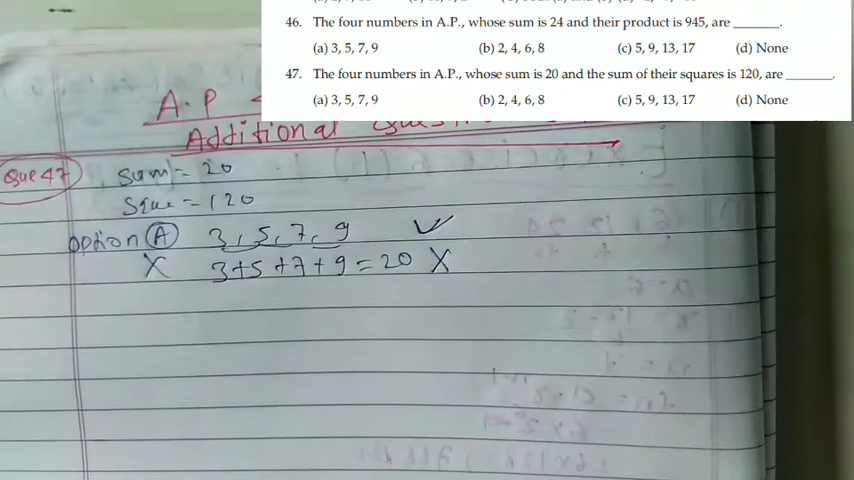 46. The four numbers in A.P., whose sum is 24 and their product is 945, are _______.
(a) 3, 5, 7, 9 (b) 2, 4, 6, 8 (c) 5, 9, 13, 17 (d) None
47. The four numbers in A.P., whose sum is 20 and the sum of their squares is 120, are _______.
(a) 3, 5, 7, 9 (b) 2, 4, 6, 8 (c) 5, 9, 13, 17 (d) None
A.P
Additional
Que 47 sum = 20
= 120
option A 3, 5, 7, 9 ✓
X 3+5+7+9 = 20 X